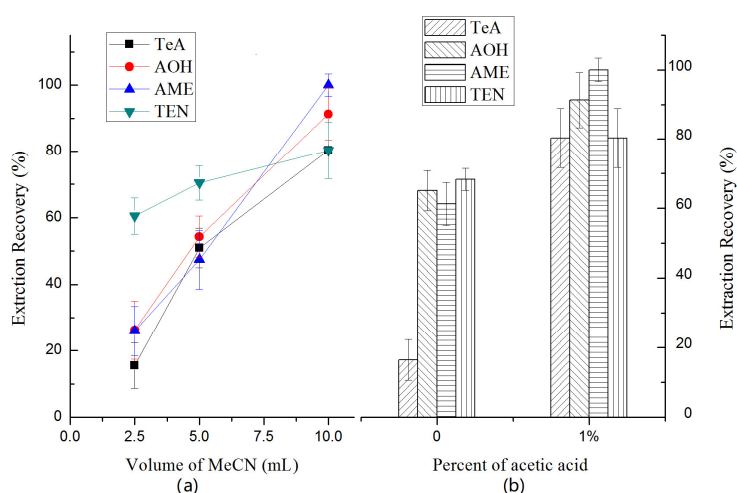 TeA
AOH
AME
TEN
Extrction Recovery (%)
100
80
60
40
20
0
0.0
2.5
5.0
7.5
10.0
Volume of MeCN (mL)
(a)
TeA
AOH
AME
TEN
Extraction Recovery (%)
100
80
60
40
20
0
0
1%
Percent of acetic acid
(b)